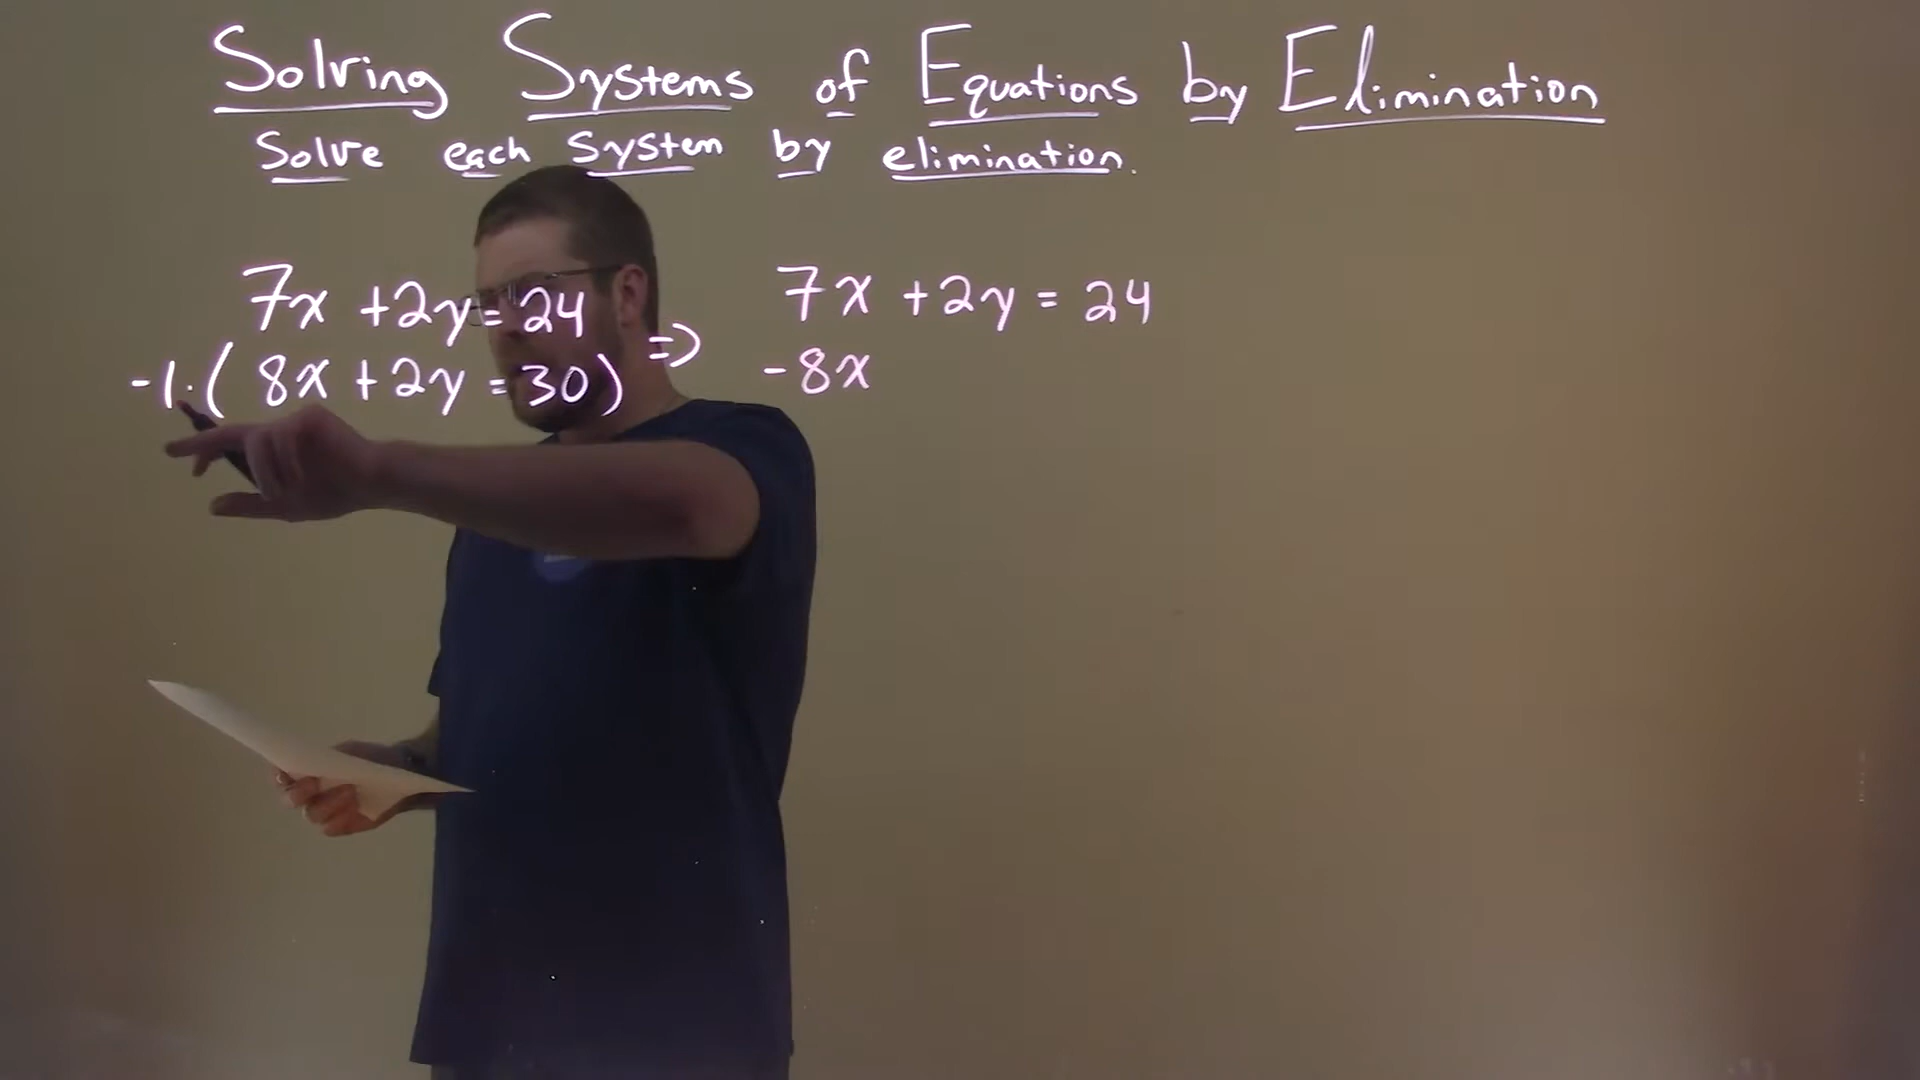 Solving Systems of Equations by Elimination
Solve each system by elimination.
7x +2y = 24
-1·( 8x + 2y = 30) =>
7x + 2y = 24
-8x